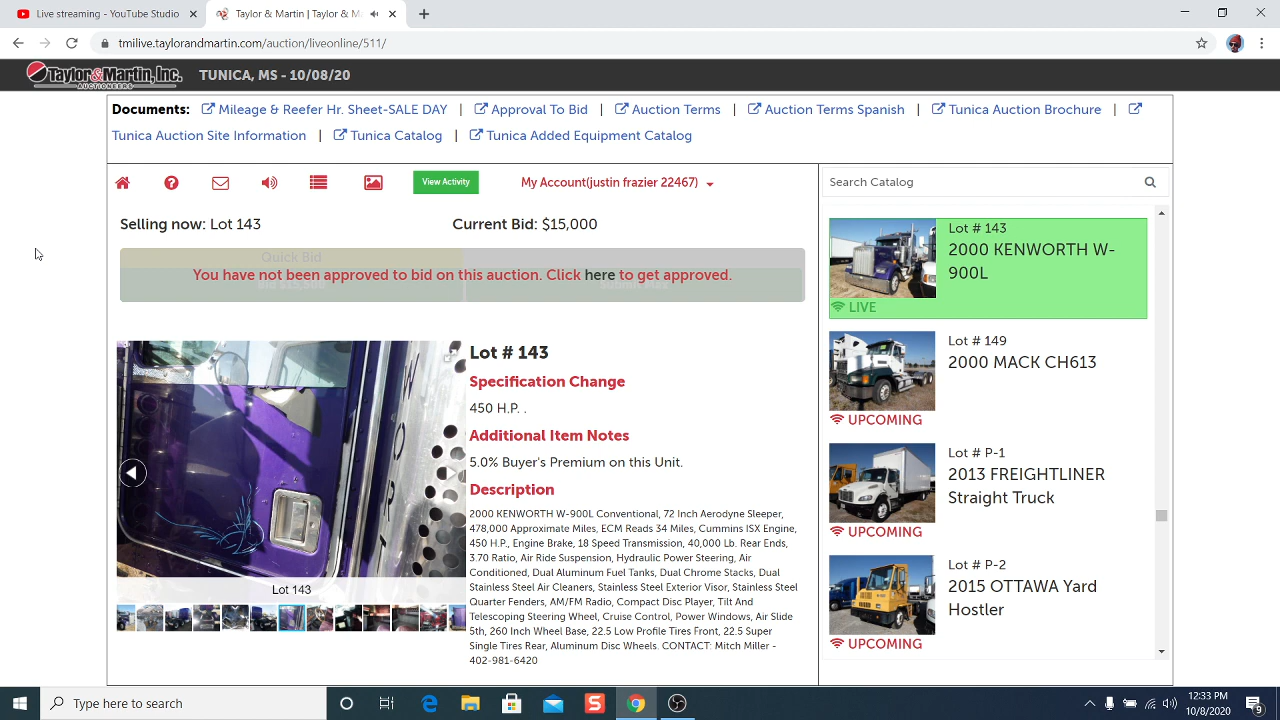 Live streaming - YouTube Studio
Taylor & Martin | Taylor & M
tmlive.taylorandmartin.com/auction/liveonline/511/
Taylor&Martin, Inc.
AUCTIONEERS
TUNICA, MS - 10/08/20
Documents: Mileage & Reefer Hr. Sheet-SALE DAY | Approval To Bid | Auction Terms | Auction Terms Spanish | Tunica Auction Brochure |
Tunica Auction Site Information | Tunica Catalog | Tunica Added Equipment Catalog
View Activity
My Account(justin frazier 22467)
Selling now: Lot 143
Current Bid: $15,000
Quick Bid
You have not been approved to bid on this auction. Click here to get approved.
Bid $15,500
Submit Max
Lot 143
Lot # 143
Specification Change
450 H.P. .
Additional Item Notes
5.0% Buyer's Premium on this Unit.
Description
2000 KENWORTH W-900L Conventional, 72 Inch Aerodyne Sleeper,
478,000 Approximate Miles, ECM Reads 34 Miles, Cummins ISX Engine,
450 H.P., Engine Brake, 18 Speed Transmission, 40,000 Lb. Rear Ends,
3.70 Ratio, Air Ride Suspension, Hydraulic Power Steering, Air
Conditioned, Dual Aluminum Fuel Tanks, Dual Chrome Stacks, Dual
Stainless Steel Air Cleaners, Stainless Steel Exterior Visor, Stainless Steel
Quarter Fenders, AM/FM Radio, Compact Disc Player, Tilt And
Telescoping Steering Wheel, Cruise Control, Power Windows, Air Slide
5th, 260 Inch Wheel Base, 22.5 Low Profile Tires Front, 22.5 Super
Single Tires Rear, Aluminum Disc Wheels. CONTACT: Mitch Miller -
402-981-6420
Search Catalog
Lot # 143
2000 KENWORTH W-
900L
LIVE
Lot # 149
2000 MACK CH613
UPCOMING
Lot # P-1
2013 FREIGHTLINER
Straight Truck
UPCOMING
Lot # P-2
2015 OTTAWA Yard
Hostler
UPCOMING
Type here to search
12:33 PM
10/8/2020
9